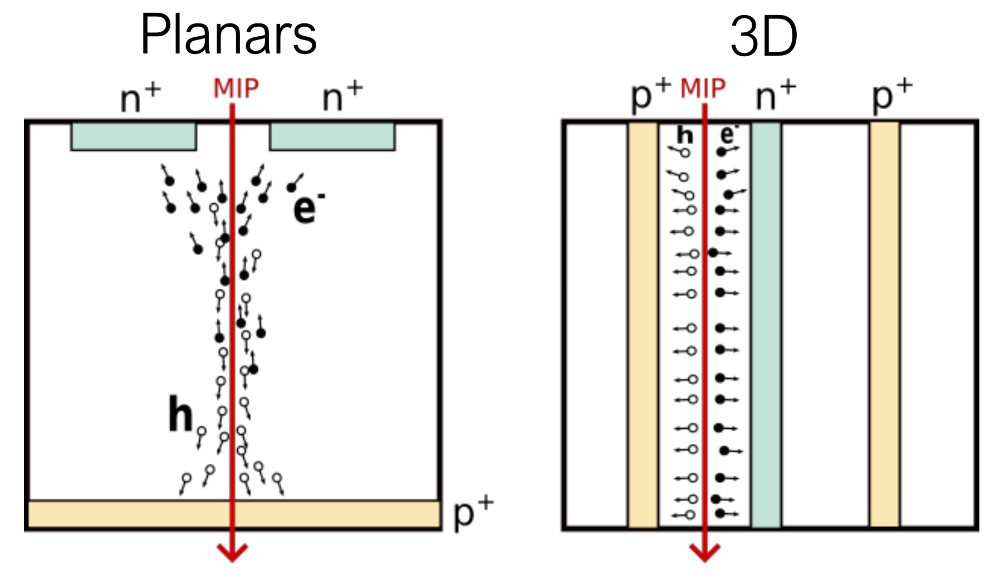 Planars
n⁺ MIP n⁺
e⁻
h
p⁺
3D
p⁺ MIP n⁺ p⁺
h e⁻